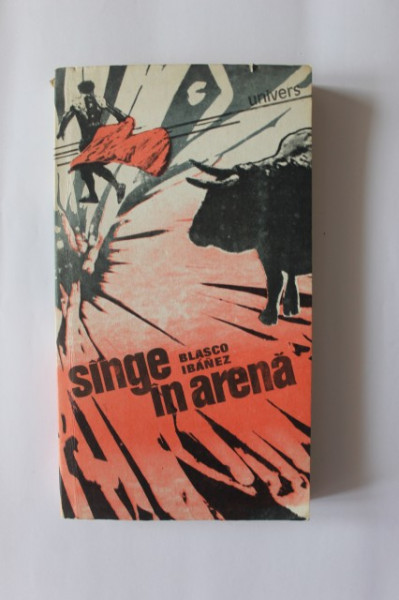 univers
BLASCO
IBÁÑEZ
sînge
în arenă